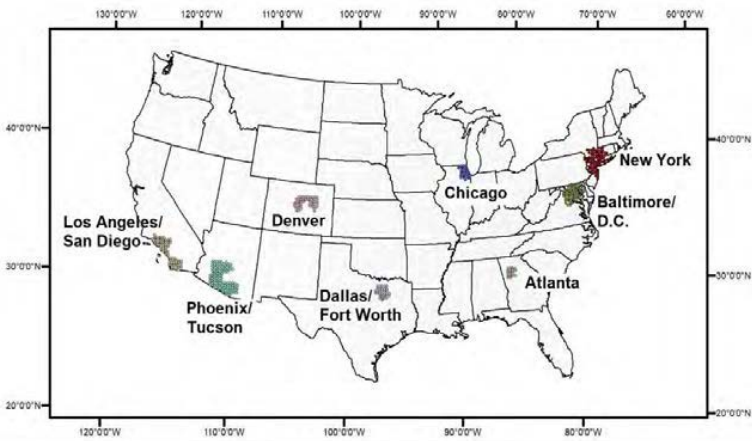 130°0'0"W 120°0'0"W 110°0'0"W 100°0'0"W 90°0'0"W 80°0'0"W 70°0'0"W 60°0'0"W
40°0'0"N
40°0'0"N
New York
Chicago
Baltimore/
D.C.
Denver
Los Angeles/
San Diego
30°0'0"N
30°0'0"N
Atlanta
Dallas/
Fort Worth
Phoenix/
Tucson
20°0'0"N
20°0'0"N
120°0'0"W 110°0'0"W 100°0'0"W 90°0'0"W 80°0'0"W